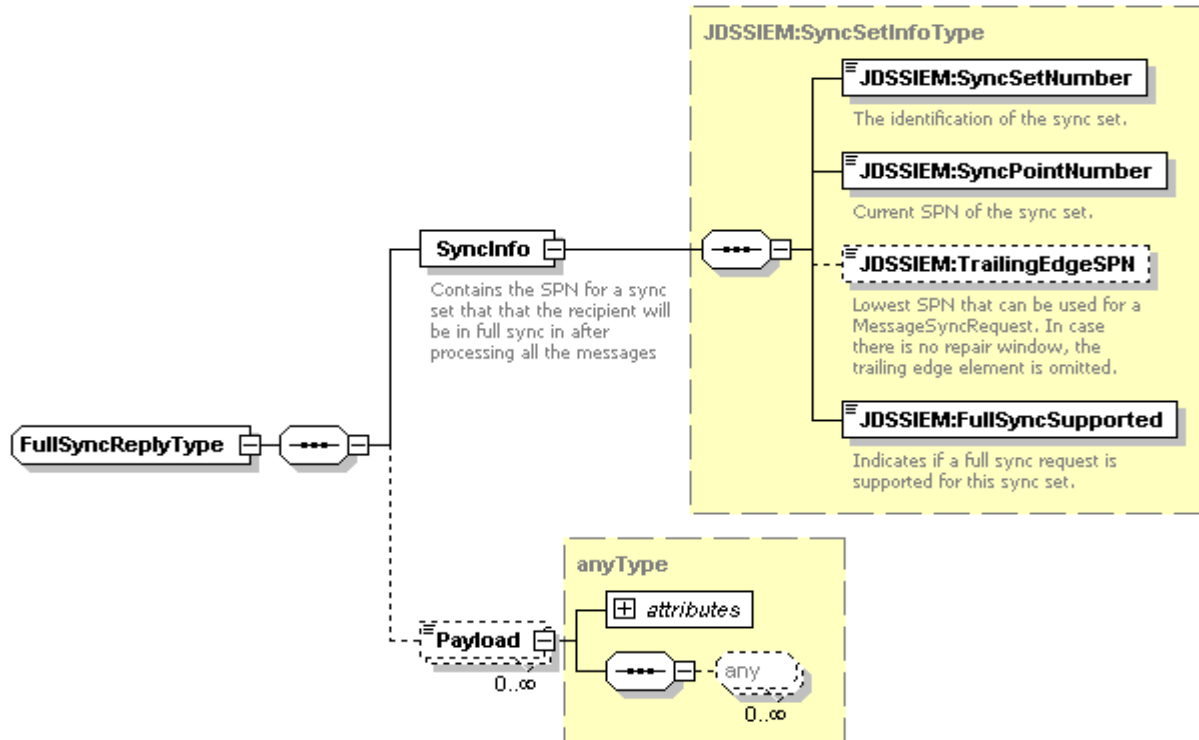 JDSSIEM:SyncSetInfoType
JDSSIEM:SyncSetNumber
The identification of the sync set.
JDSSIEM:SyncPointNumber
Current SPN of the sync set.
SyncInfo
Contains the SPN for a sync
set that that the recipient will
be in full sync in after
processing all the messages
JDSSIEM:TrailingEdgeSPN
Lowest SPN that can be used for a
MessageSyncRequest. In case
there is no repair window, the
trailing edge element is omitted.
FullSyncReplyType
JDSSIEM:FullSyncSupported
Indicates if a full sync request is
supported for this sync set.
anyType
attributes
Payload
0..∞
any
0..∞